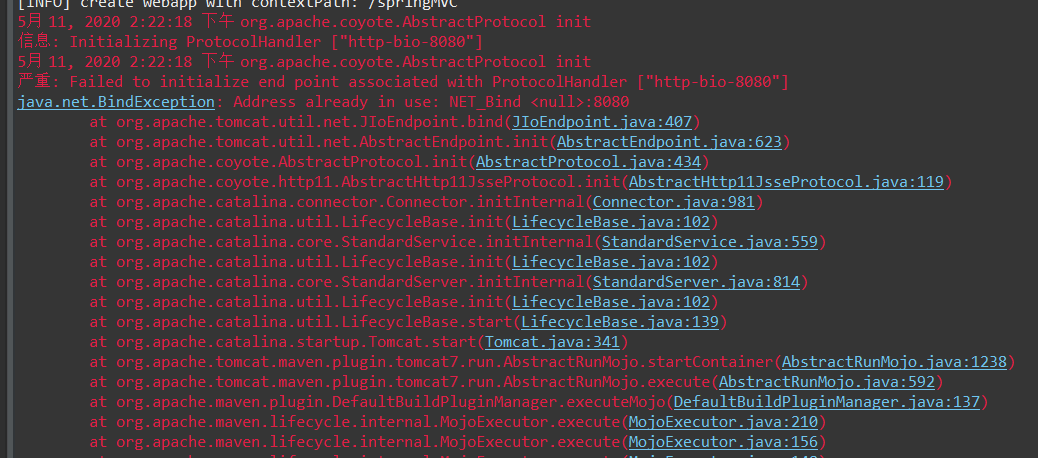 [INFO] create webapp with contextPath: /springMVC
5月 11, 2020 2:22:18 下午 org.apache.coyote.AbstractProtocol init
信息: Initializing ProtocolHandler ["http-bio-8080"]
5月 11, 2020 2:22:18 下午 org.apache.coyote.AbstractProtocol init
严重: Failed to initialize end point associated with ProtocolHandler ["http-bio-8080"]
java.net.BindException: Address already in use: NET_Bind <null>:8080
at org.apache.tomcat.util.net.JIoEndpoint.bind(JIoEndpoint.java:407)
at org.apache.tomcat.util.net.AbstractEndpoint.init(AbstractEndpoint.java:623)
at org.apache.coyote.AbstractProtocol.init(AbstractProtocol.java:434)
at org.apache.coyote.http11.AbstractHttp11JsseProtocol.init(AbstractHttp11JsseProtocol.java:119)
at org.apache.catalina.connector.Connector.initInternal(Connector.java:981)
at org.apache.catalina.util.LifecycleBase.init(LifecycleBase.java:102)
at org.apache.catalina.core.StandardService.initInternal(StandardService.java:559)
at org.apache.catalina.util.LifecycleBase.init(LifecycleBase.java:102)
at org.apache.catalina.core.StandardServer.initInternal(StandardServer.java:814)
at org.apache.catalina.util.LifecycleBase.init(LifecycleBase.java:102)
at org.apache.catalina.util.LifecycleBase.start(LifecycleBase.java:139)
at org.apache.catalina.startup.Tomcat.start(Tomcat.java:341)
at org.apache.tomcat.maven.plugin.tomcat7.run.AbstractRunMojo.startContainer(AbstractRunMojo.java:1238)
at org.apache.tomcat.maven.plugin.tomcat7.run.AbstractRunMojo.execute(AbstractRunMojo.java:592)
at org.apache.maven.plugin.DefaultBuildPluginManager.executeMojo(DefaultBuildPluginManager.java:137)
at org.apache.maven.lifecycle.internal.MojoExecutor.execute(MojoExecutor.java:210)
at org.apache.maven.lifecycle.internal.MojoExecutor.execute(MojoExecutor.java:156)